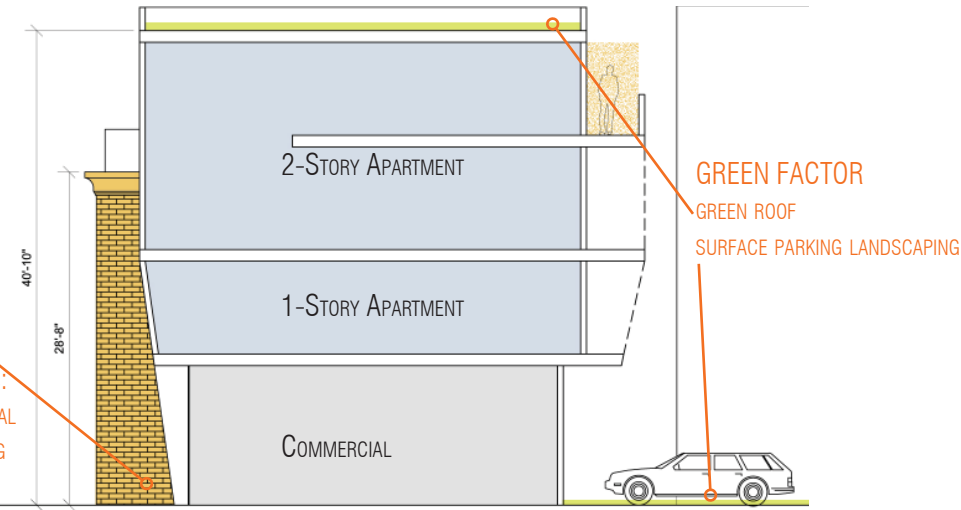 2-Story Apartment
GREEN FACTOR
GREEN ROOF
SURFACE PARKING LANDSCAPING
40'-10"
1-Story Apartment
28'-8"
:
AL
G
Commercial